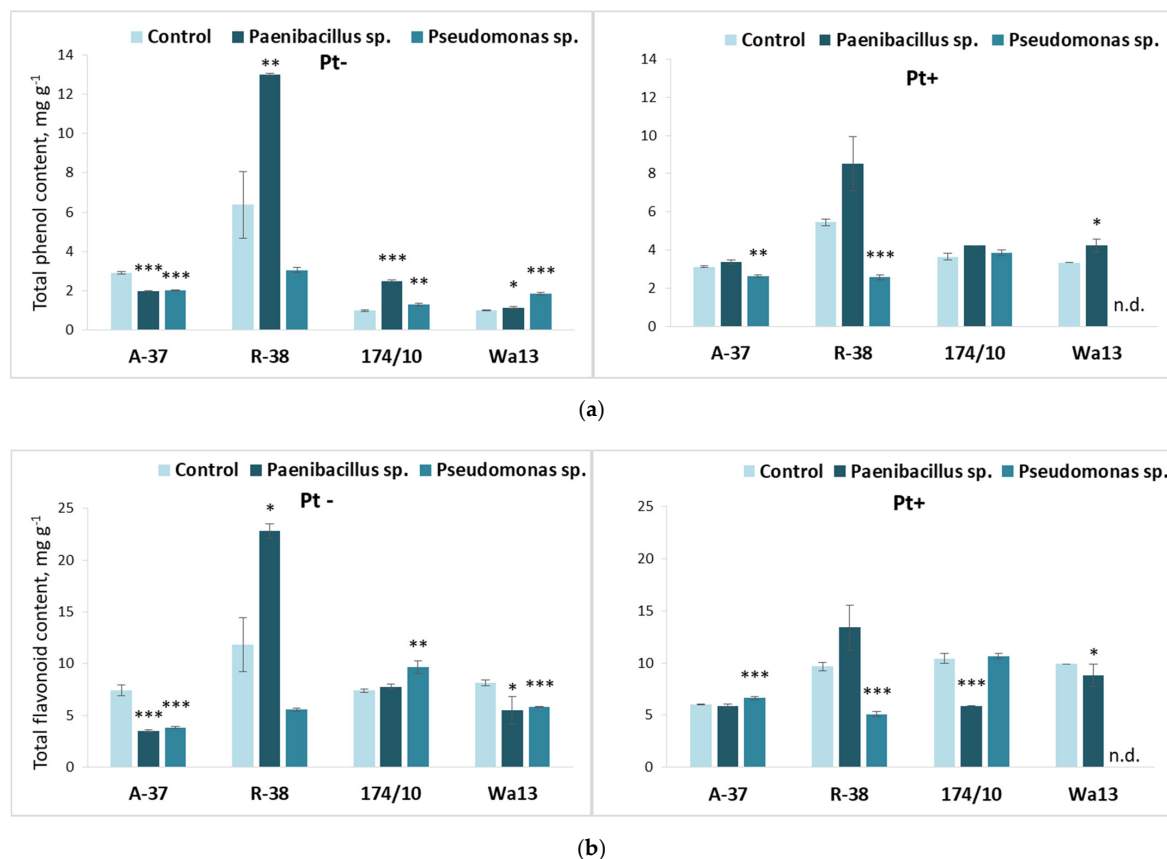 Control Paenibacillus sp. Pseudomonas sp.
Pt-
Total phenol content, mg g-1
14
12
10
8
6
4
2
0
**
*** ***
***
**
*
***
A-37 R-38 174/10 Wa13
Control Paenibacillus sp. Pseudomonas sp.
Pt+
14
12
10
8
6
4
2
0
**
***
*
n.d.
A-37 R-38 174/10 Wa13
(a)
Control Paenibacillus sp. Pseudomonas sp.
Pt -
Total flavonoid content, mg g-1
25
20
15
10
5
0
*
*** ***
**
*
***
A-37 R-38 174/10 Wa13
Control Paenibacillus sp. Pseudomonas sp.
Pt+
25
20
15
10
5
0
***
***
***
*
n.d.
A-37 R-38 174/10 Wa13
(b)